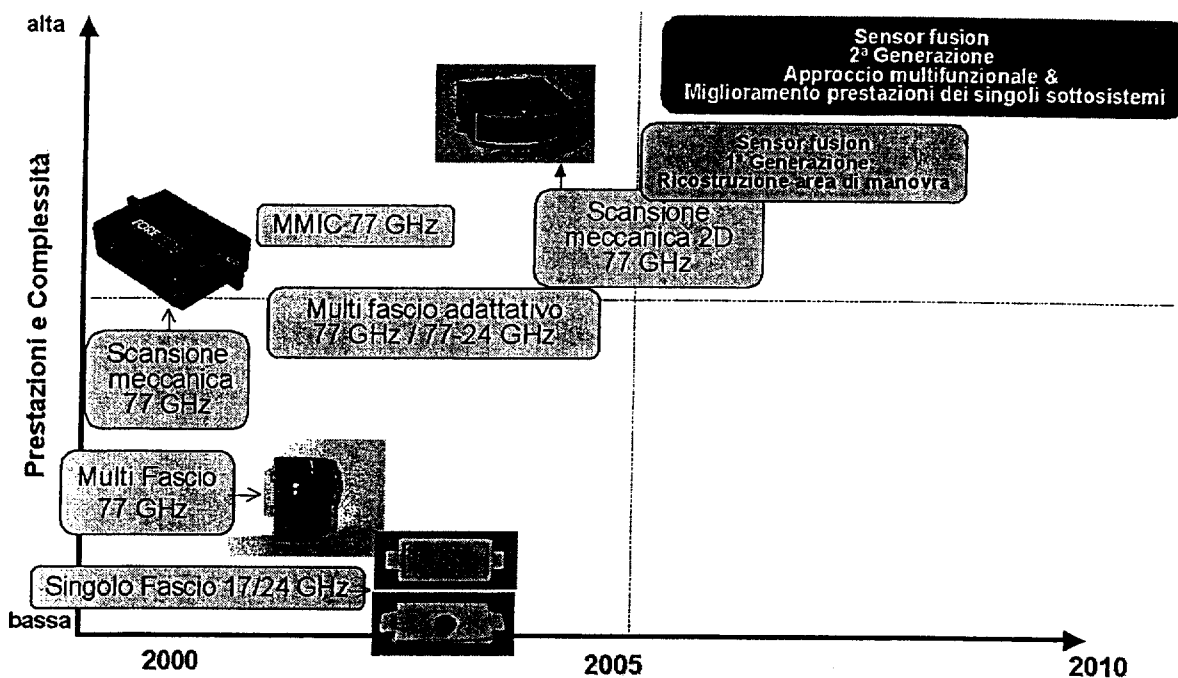 alta
Sensor fusion
2ª Generazione
Approccio multifunzionale &
Miglioramento prestazioni dei singoli sottosistemi
Sensor fusion
1ª Generazione:
Ricostruzione area di manovra
MMIC 77 GHz
Scansione
meccanica 2D
77 GHz
Multi fascio adattativo
77 GHz / 77-24 GHz
Scansione
meccanica
77 GHz
Prestazioni e Complessità
Multi Fascio
77 GHz
Singolo Fascio 17/24 GHz
bassa
2000
2005
2010